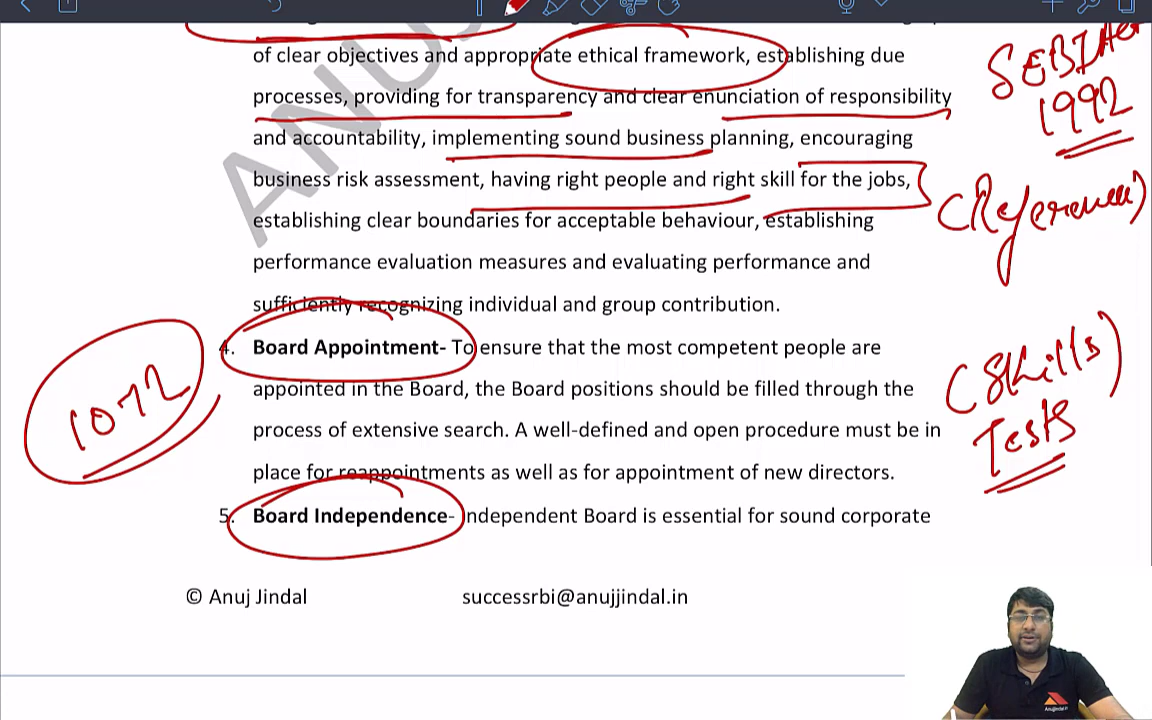 of clear objectives and appropriate ethical framework, establishing due
processes, providing for transparency and clear enunciation of responsibility
and accountability, implementing sound business planning, encouraging
business risk assessment, having right people and right skill for the jobs,
establishing clear boundaries for acceptable behaviour, establishing
performance evaluation measures and evaluating performance and
sufficiently recognizing individual and group contribution.
4. Board Appointment- To ensure that the most competent people are
appointed in the Board, the Board positions should be filled through the
process of extensive search. A well-defined and open procedure must be in
place for reappointments as well as for appointment of new directors.
5. Board Independence- Independent Board is essential for sound corporate
© Anuj Jindal successrbi@anujjindal.in
ANUJ
SEBI Act
1992
(References)
(Skills)
Tests
1072